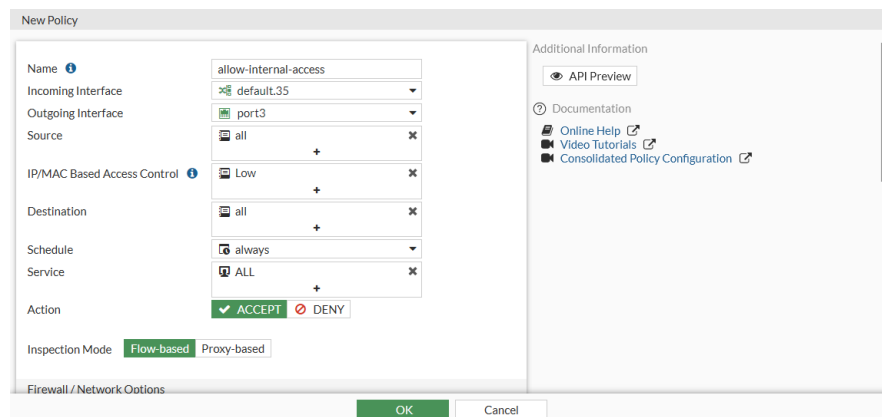 New Policy
Name
allow-internal-access
Incoming Interface
default.35
Outgoing Interface
port3
Source
all
+
IP/MAC Based Access Control
Low
+
Destination
all
+
Schedule
always
Service
ALL
+
Action
ACCEPT DENY
Inspection Mode Flow-based Proxy-based
Firewall / Network Options
OK Cancel
Additional Information
API Preview
Documentation
Online Help
Video Tutorials
Consolidated Policy Configuration